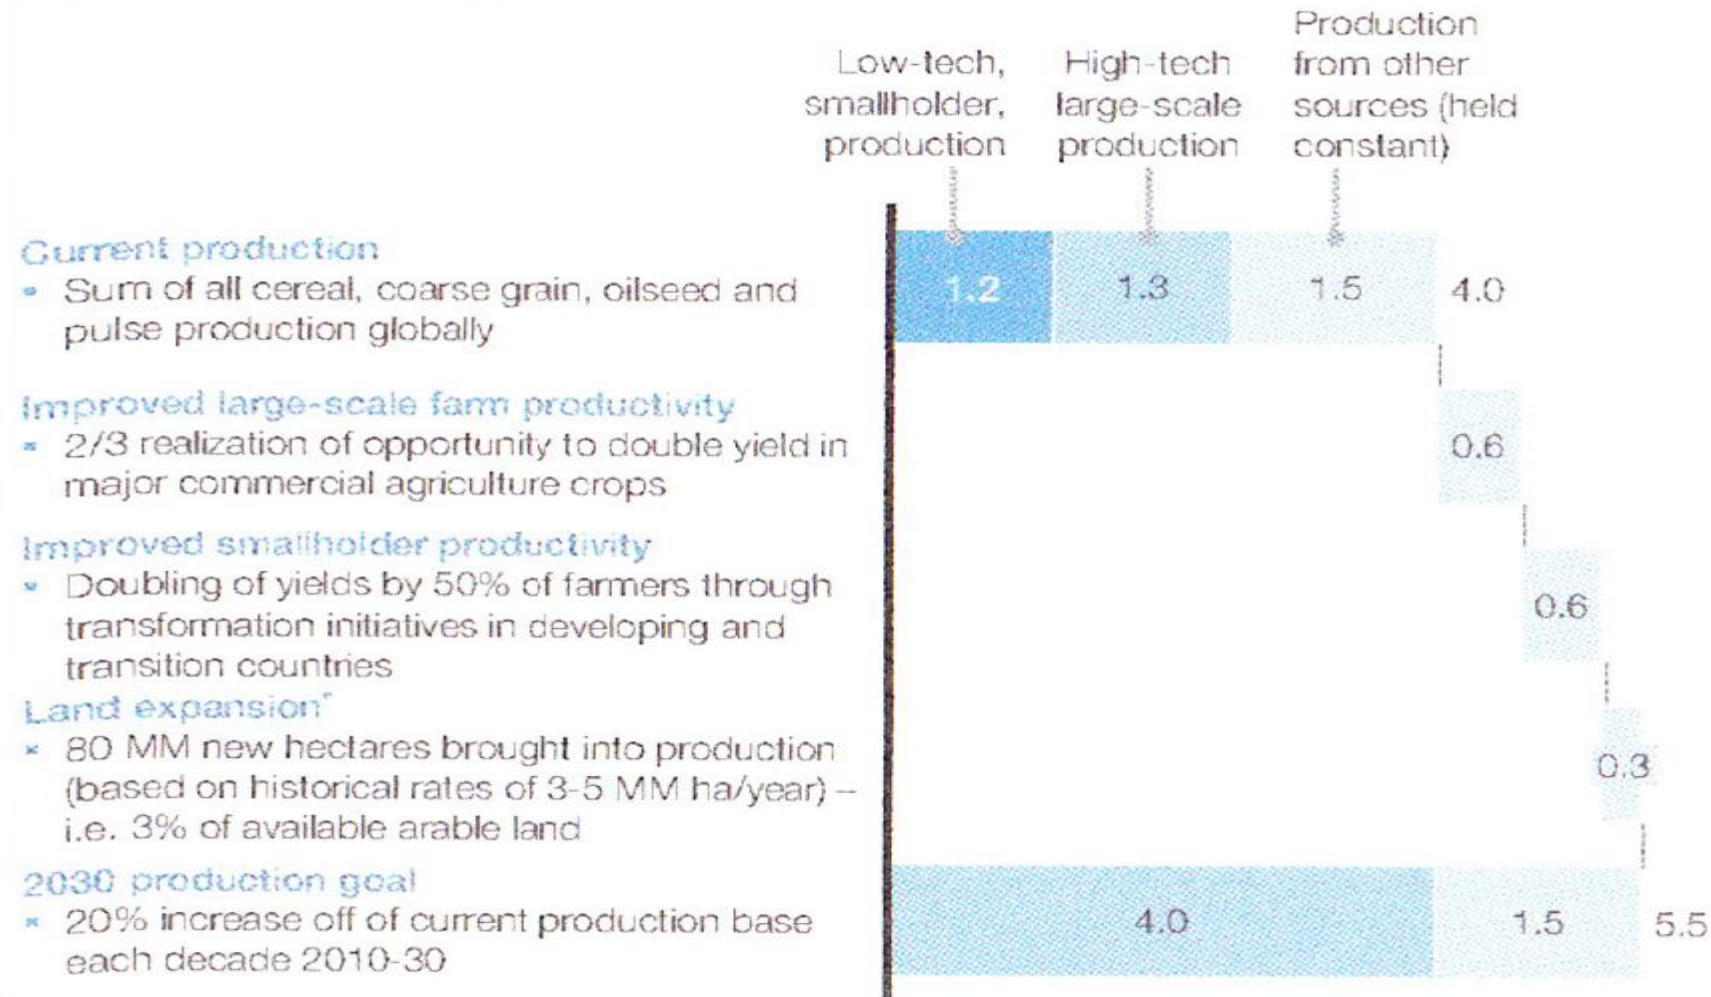 Low-tech,
smallholder,
production
High-tech
large-scale
production
Production
from other
sources (held
constant)
Current production
• Sum of all cereal, coarse grain, oilseed and
pulse production globally
1.2
1.3
1.5
4.0
Improved large-scale farm productivity
• 2/3 realization of opportunity to double yield in
major commercial agriculture crops
0.6
Improved smallholder productivity
• Doubling of yields by 50% of farmers through
transformation initiatives in developing and
transition countries
0.6
Land expansion*
• 80 MM new hectares brought into production
(based on historical rates of 3-5 MM ha/year) –
i.e. 3% of available arable land
0.3
2030 production goal
• 20% increase off of current production base
each decade 2010-30
4.0
1.5
5.5